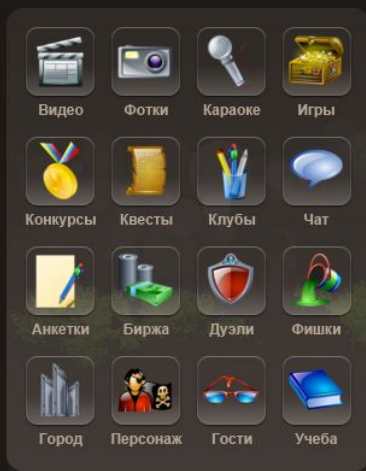 Видео Фотки Караоке Игры
Конкурсы Квесты Клубы Чат
Анкетки Биржа Дуэли Фишки
Город Персонаж Гости Учеба